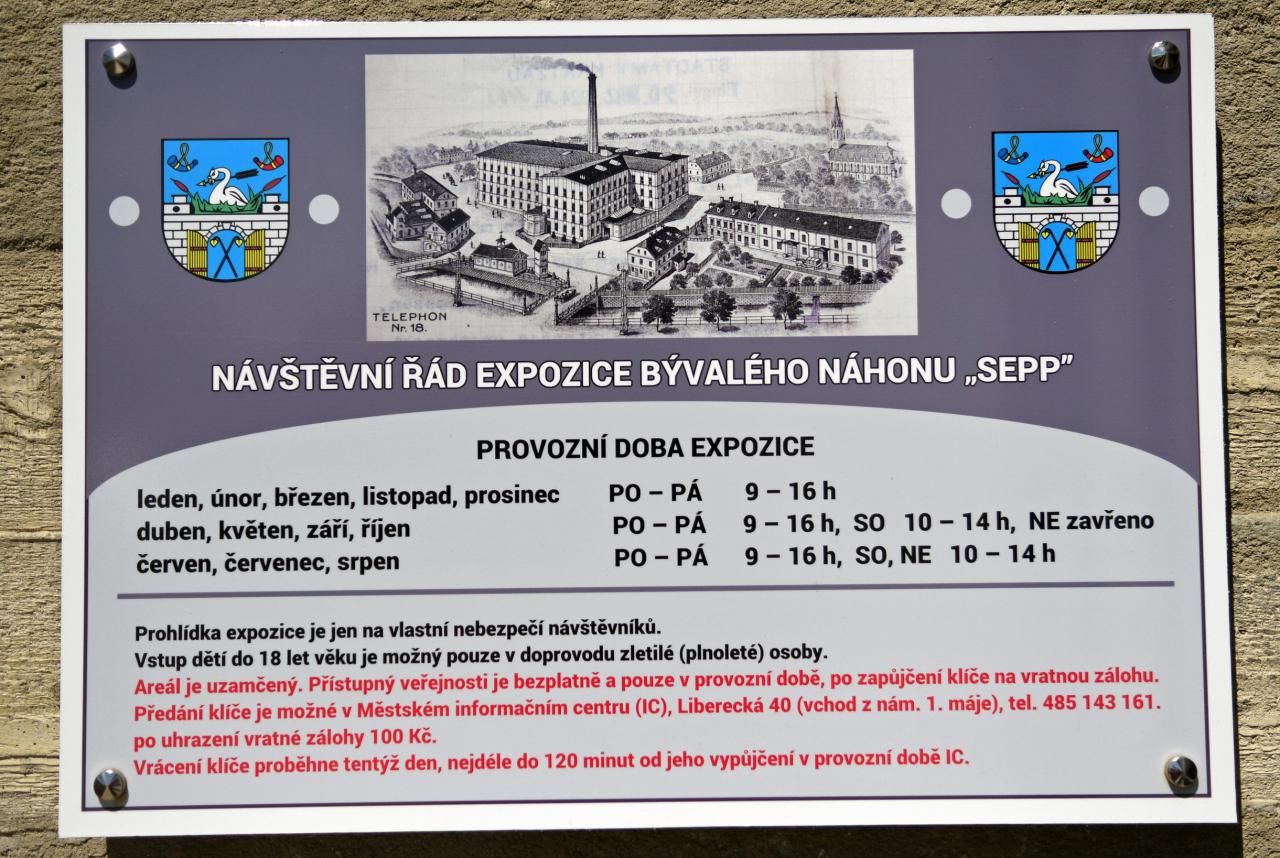 TELEPHON
Nr. 18.
NÁVŠTĚVNÍ ŘÁD EXPOZICE BÝVALÉHO NÁHONU „SEPP”
PROVOZNÍ DOBA EXPOZICE
leden, únor, březen, listopad, prosinec PO – PÁ 9 – 16 h
duben, květen, září, říjen PO – PÁ 9 – 16 h, SO 10 – 14 h, NE zavřeno
červen, červenec, srpen PO – PÁ 9 – 16 h, SO, NE 10 – 14 h
Prohlídka expozice je jen na vlastní nebezpečí návštěvníků.
Vstup dětí do 18 let věku je možný pouze v doprovodu zletilé (plnoleté) osoby.
Areál je uzamčený. Přístupný veřejnosti je bezplatně a pouze v provozní době, po zapůjčení klíče na vratnou zálohu.
Předání klíče je možné v Městském informačním centru (IC), Liberecká 40 (vchod z nám. 1. máje), tel. 485 143 161.
po uhrazení vratné zálohy 100 Kč.
Vrácení klíče proběhne tentýž den, nejdéle do 120 minut od jeho vypůjčení v provozní době IC.